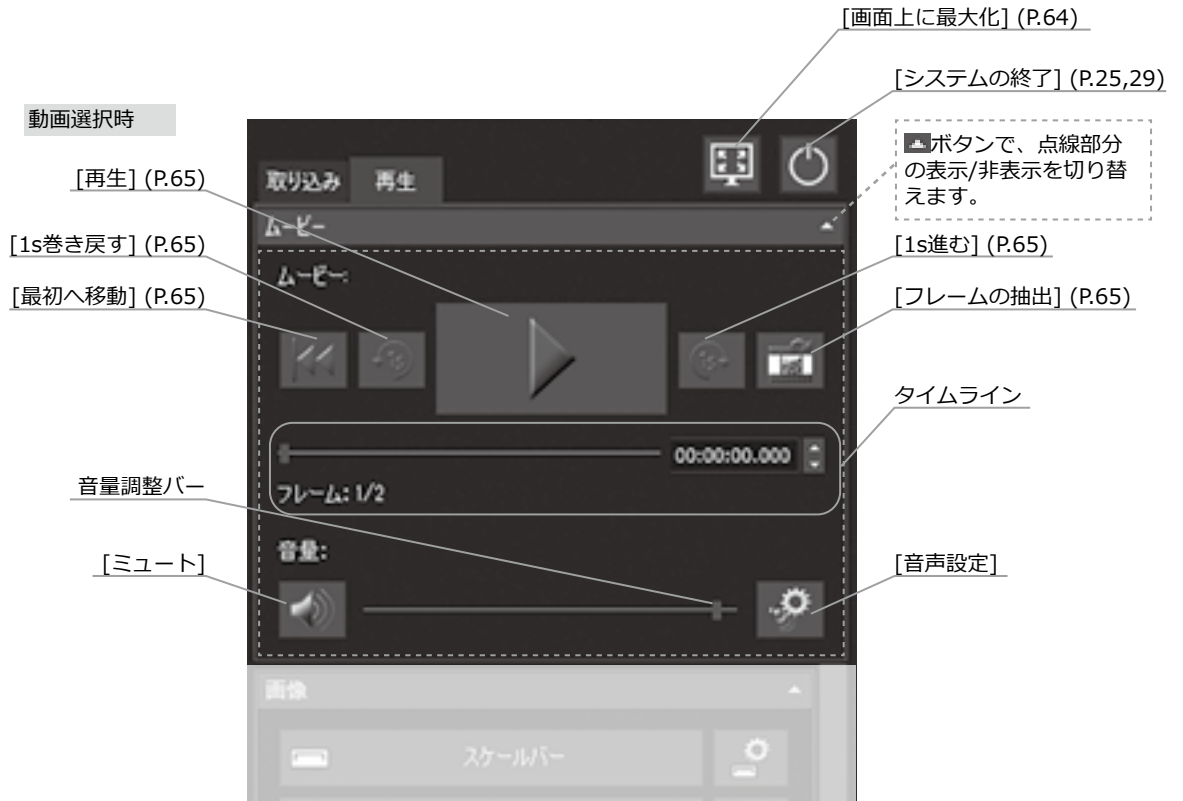 [画面上に最大化] (P.64)
[システムの終了] (P.25,29)
動画選択時
ボタンで、点線部分
の表示/非表示を切り替
えます。
[再生] (P.65)
取り込み 再生
ムービー
[1s巻き戻す] (P.65)
[1s進む] (P.65)
ムービー:
[最初へ移動] (P.65)
[フレームの抽出] (P.65)
1s
1s
タイムライン
00:00:00.000
音量調整バー
フレーム: 1/2
音量:
[ミュート]
[音声設定]
画像
スケールバー